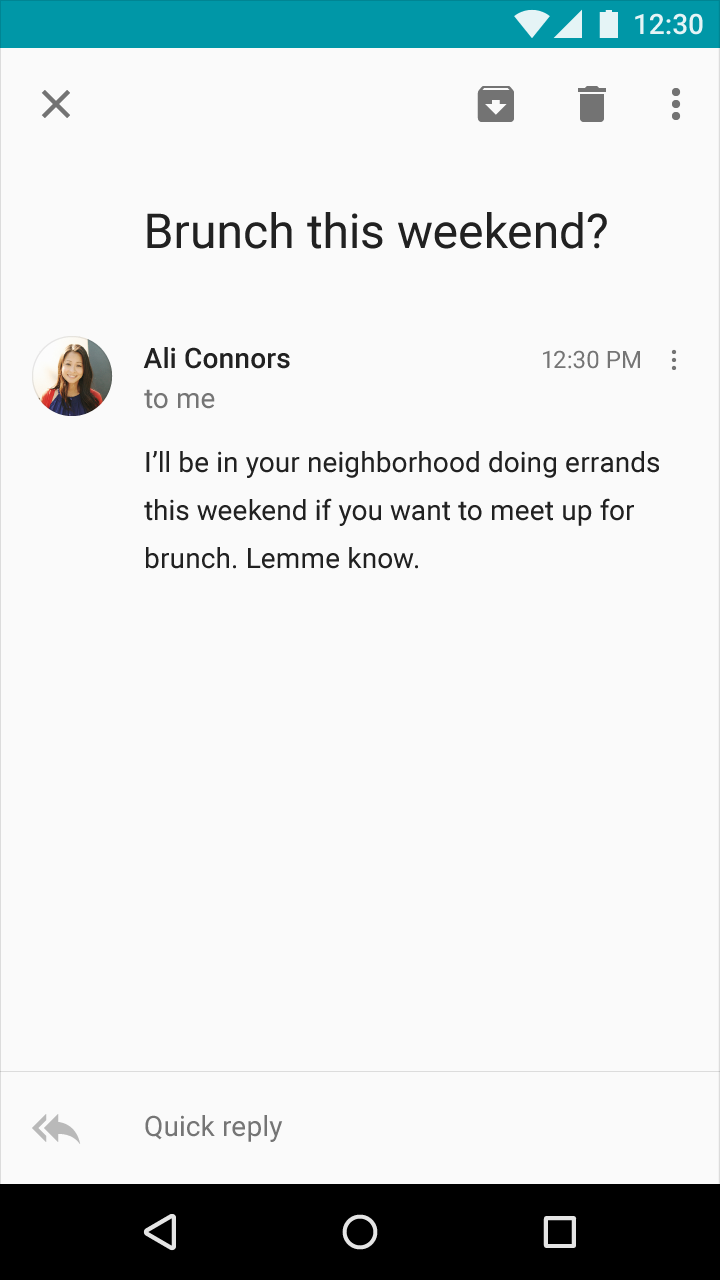 12:30
Brunch this weekend?
Ali Connors
12:30 PM
to me
I’ll be in your neighborhood doing errands
this weekend if you want to meet up for
brunch. Lemme know.
Quick reply